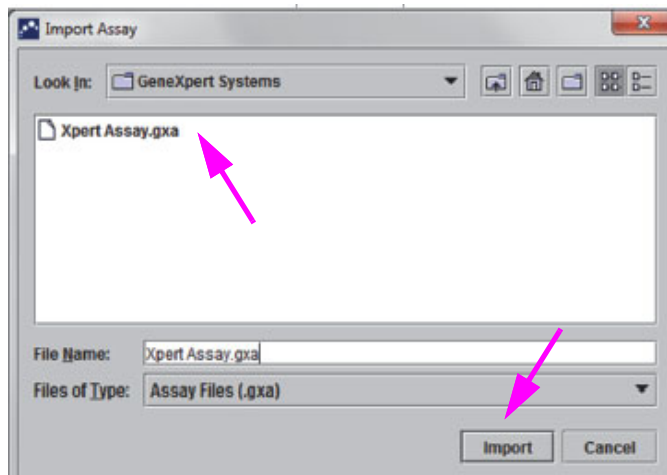 Import Assay
Look In: GeneXpert Systems
Xpert Assay.gxa
File Name: Xpert Assay.gxa
Files of Type: Assay Files (.gxa)
Import Cancel